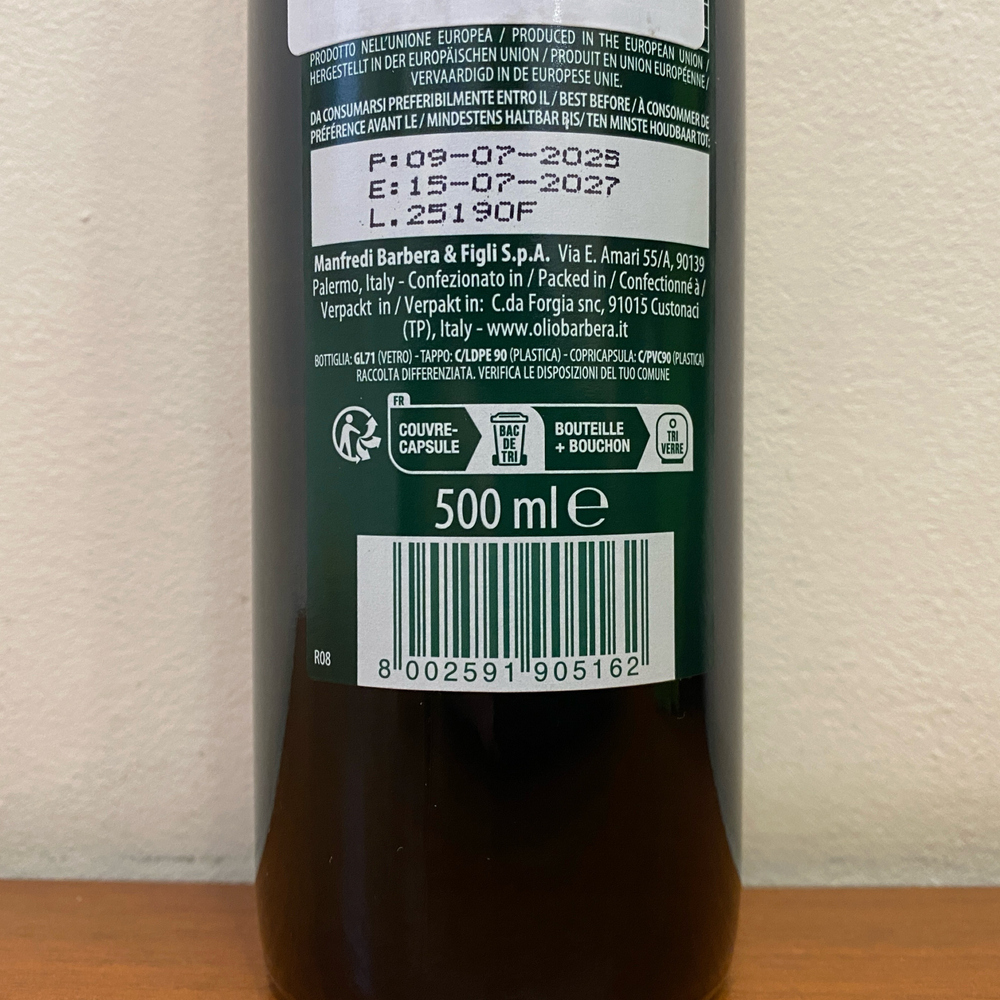 PRODOTTO NELL'UNIONE EUROPEA / PRODUCED IN THE EUROPEAN UNION /
HERGESTELLT IN DER EUROPÄISCHEN UNION / PRODUIT EN UNION EUROPÉENNE /
VERVAARDIGD IN DE EUROPESE UNIE.
DA CONSUMARSI PREFERIBILMENTE ENTRO IL / BEST BEFORE / À CONSOMMER DE
PRÉFÉRENCE AVANT LE / MINDESTENS HALTBAR BIS/ TEN MINSTE HOUDBAAR TOT:
P:09-07-2025
E:15-07-2027
L.25190F
Manfredi Barbera & Figli S.p.A. Via E. Amari 55/A, 90139
Palermo, Italy - Confezionato in / Packed in / Confectionné à /
Verpackt in / Verpakt in: C.da Forgia snc, 91015 Custonaci
(TP), Italy - www.oliobarbera.it
BOTTIGLIA: GL71 (VETRO) - TAPPO: C/LDPE 90 (PLASTICA) - COPRICAPSULA: C/PVC90 (PLASTICA)
RACCOLTA DIFFERENZIATA. VERIFICA LE DISPOSIZIONI DEL TUO COMUNE
FR
COUVRE-
CAPSULE
BAC
DE
TRI
BOUTEILLE
+ BOUCHON
TRI
VERRE
500 ml e
R08
8 002591 905162